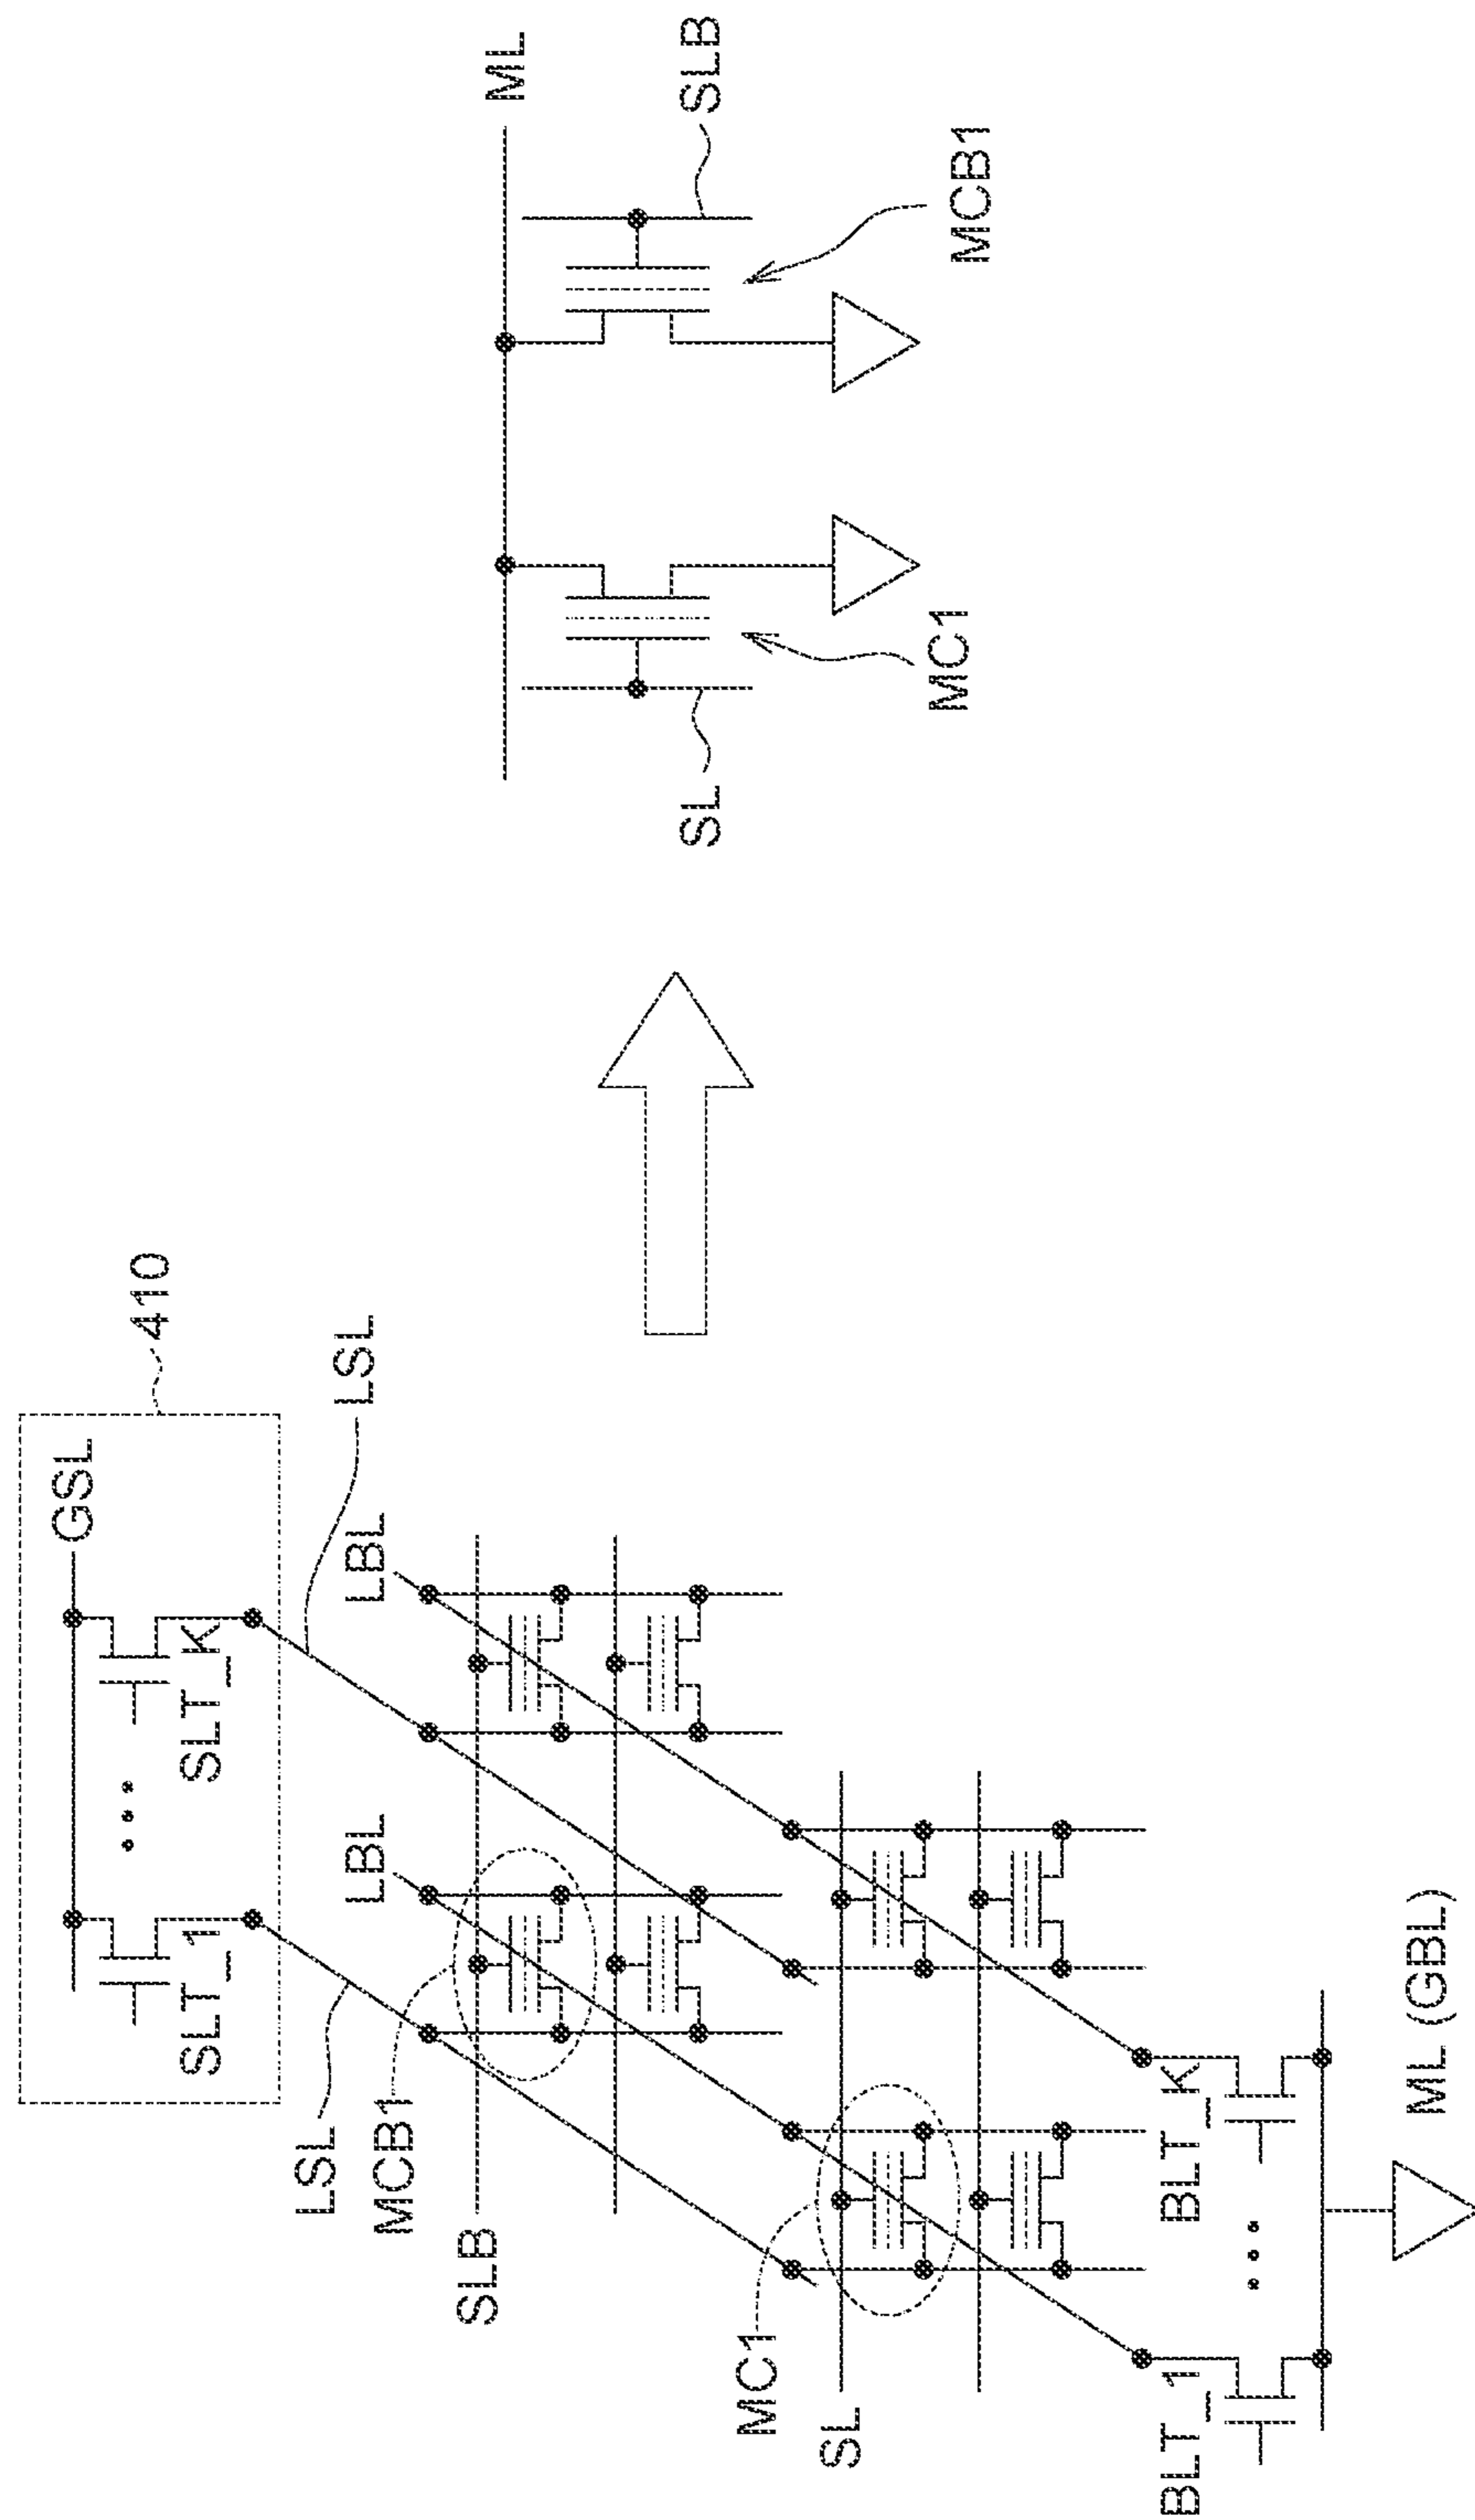 410
GSL
SLT_1
SLT_K
LSL
LSL
LBL
LBL
MCB1
SLB
MC1
SL
BLT_1
BLT_K
ML (GBL)
ML
SL
SLB
MC1
MCB1